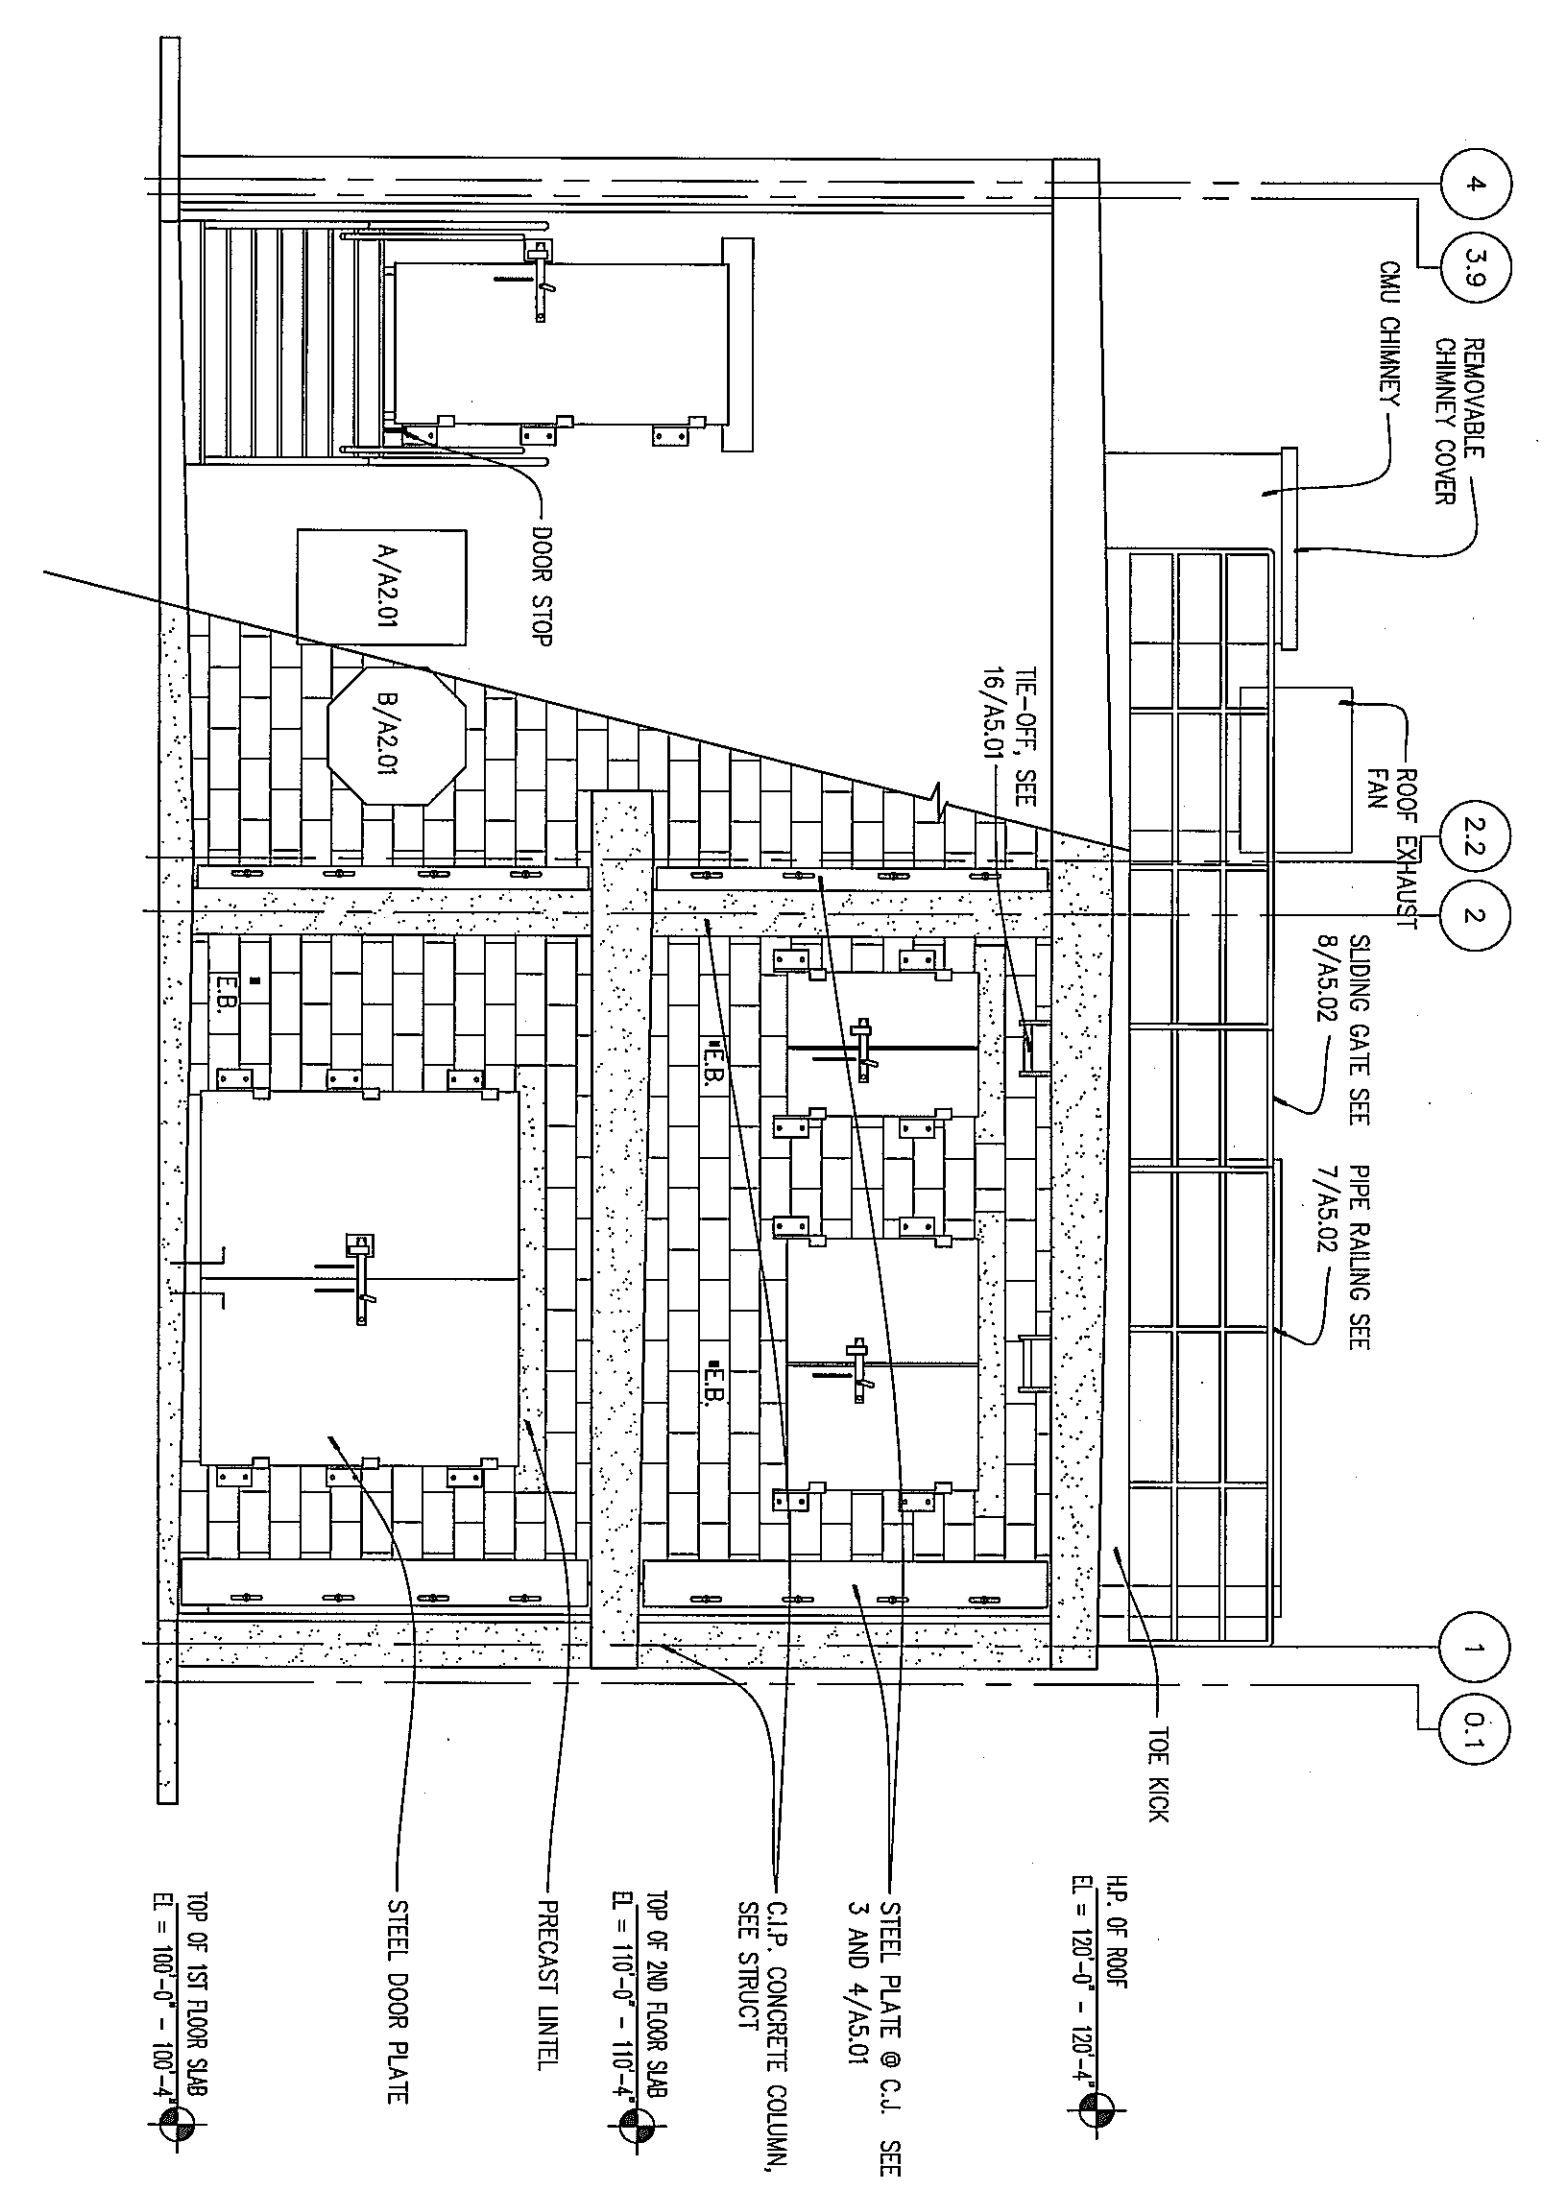 4
3.9
2.2
2
1
0.1
REMOVABLE
CHIMNEY COVER
CMU CHIMNEY
ROOF EXHAUST
FAN
SLIDING GATE SEE
8/A5.02
PIPE RAILING SEE
7/A5.02
TOE KICK
H.P. OF ROOF
EL = 120'-0" - 120'-4"
TIE-OFF, SEE
16/A5.01
STEEL PLATE @ C.J. SEE
3 AND 4/A5.01
C.I.P. CONCRETE COLUMN,
SEE STRUCT
E.B.
E.B.
TOP OF 2ND FLOOR SLAB
EL = 110'-0" - 110'-4"
DOOR STOP
PRECAST LINTEL
A/A2.01
B/A2.01
STEEL DOOR PLATE
E.B.
TOP OF 1ST FLOOR SLAB
EL = 100'-0" - 100'-4"